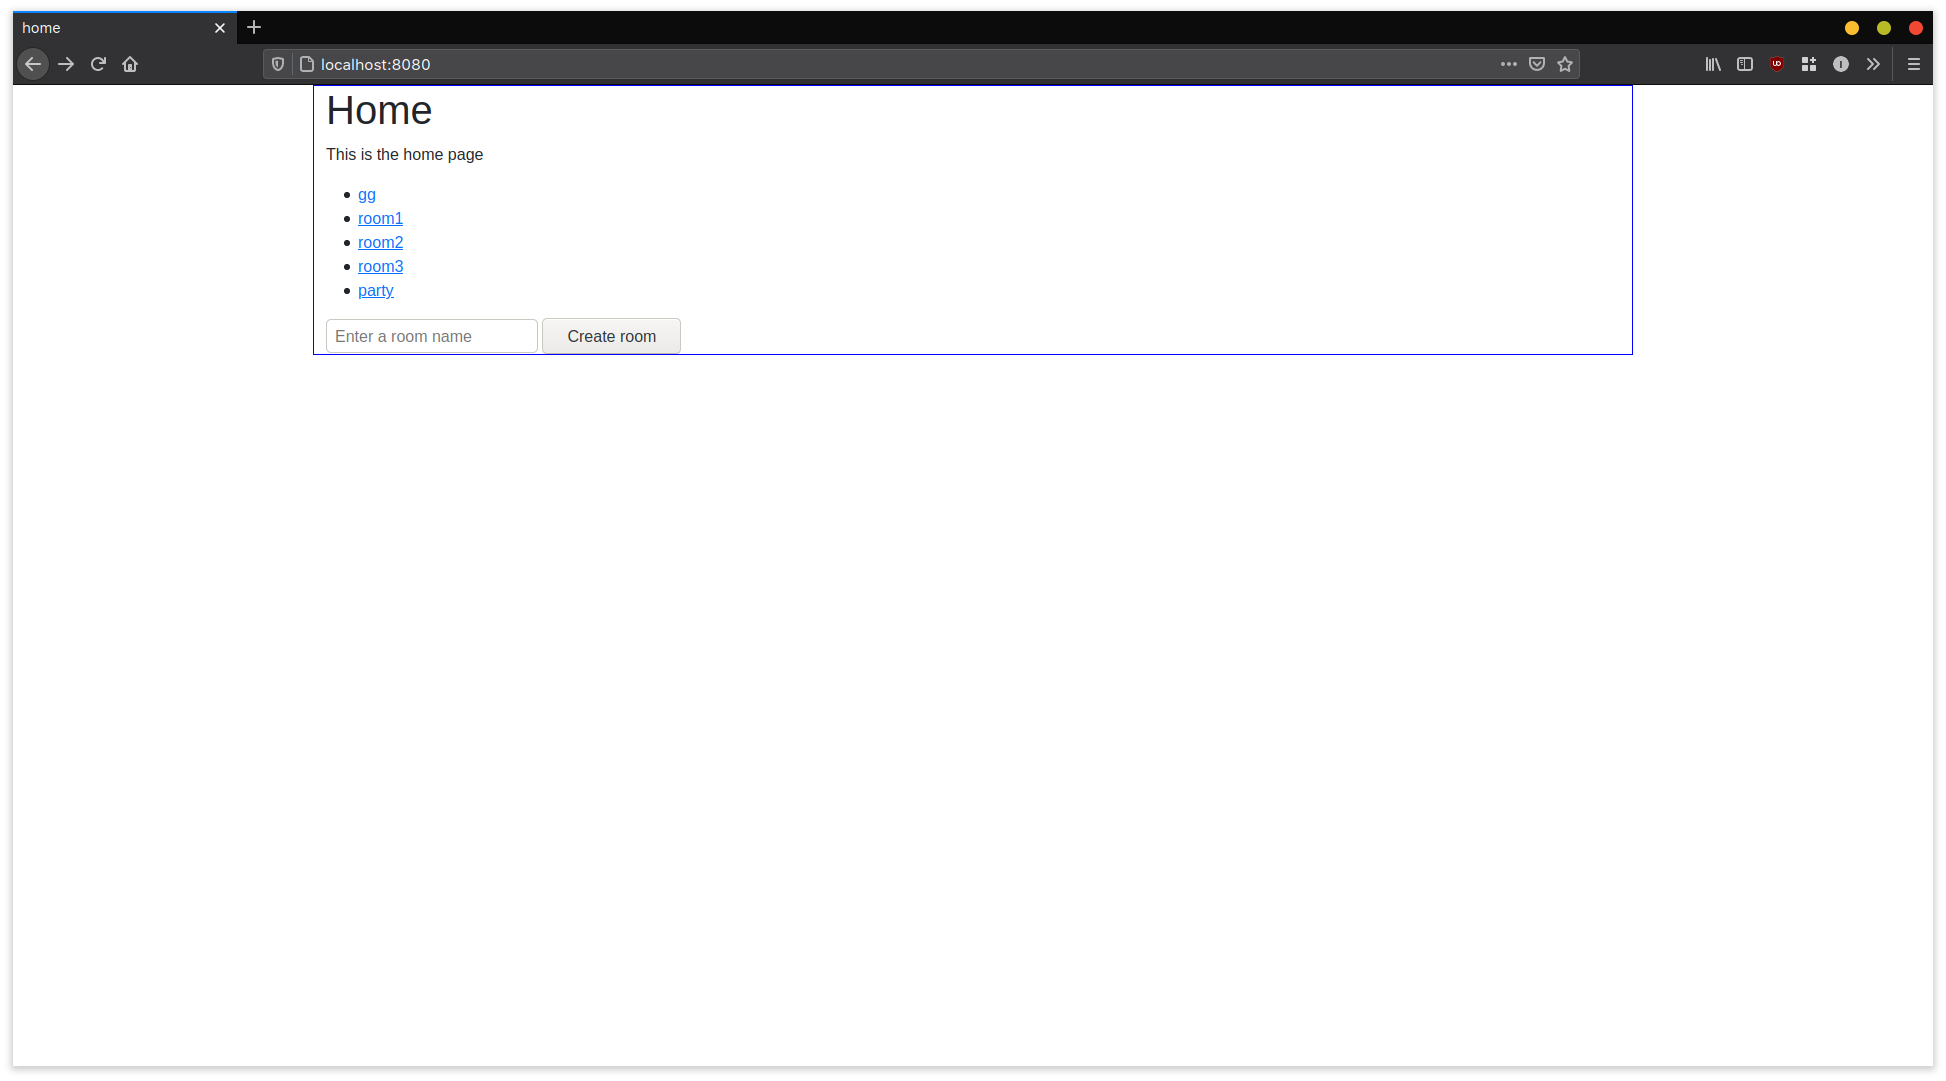 home
localhost:8080
Home
This is the home page
gg
room1
room2
room3
party
Enter a room name Create room